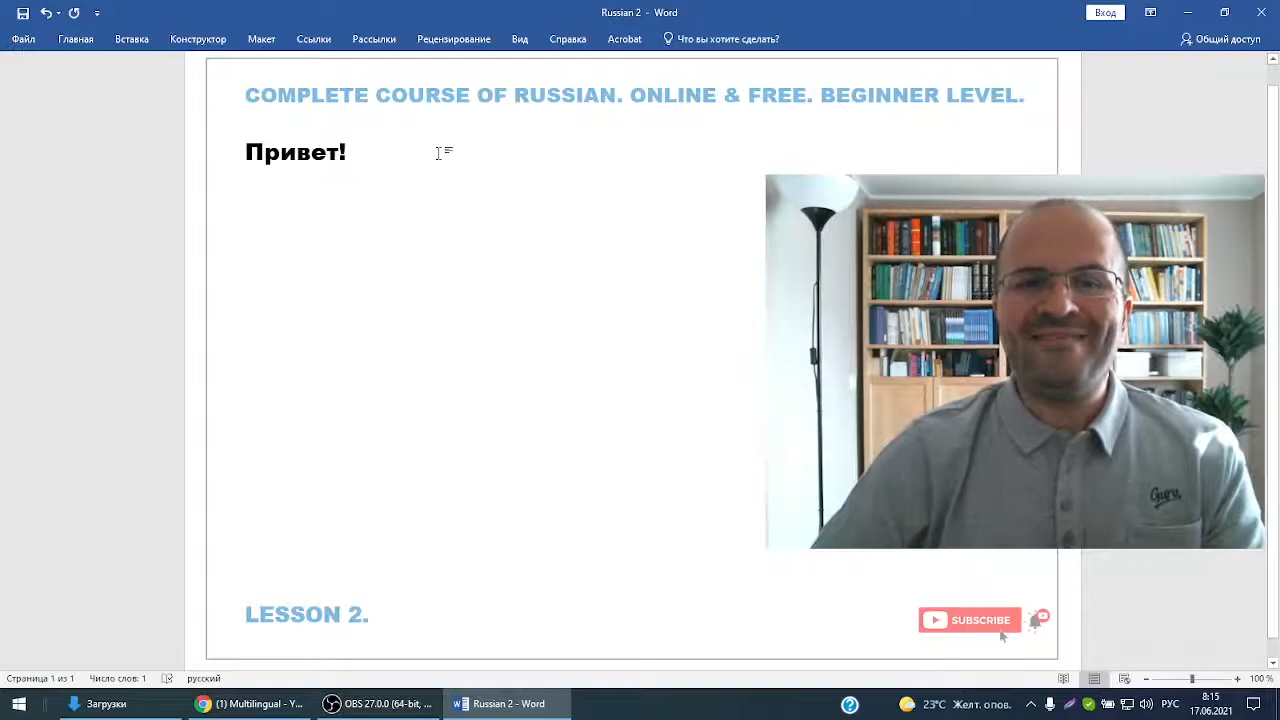 Russian 2 - Word
Вход
Файл Главная Вставка Конструктор Макет Ссылки Рассылки Рецензирование Вид Справка Acrobat Что вы хотите сделать? Общий доступ
COMPLETE COURSE OF RUSSIAN. ONLINE & FREE. BEGINNER LEVEL.
Привет!
Guru
LESSON 2.
SUBSCRIBE
Страница 1 из 1 Число слов: 1 русский 100 %
Загрузки (1) Multilingual - Y... OBS 27.0.0 (64-bit, ... Russian 2 - Word 23°C Желт. опов. РУС 8:15
17.06.2021